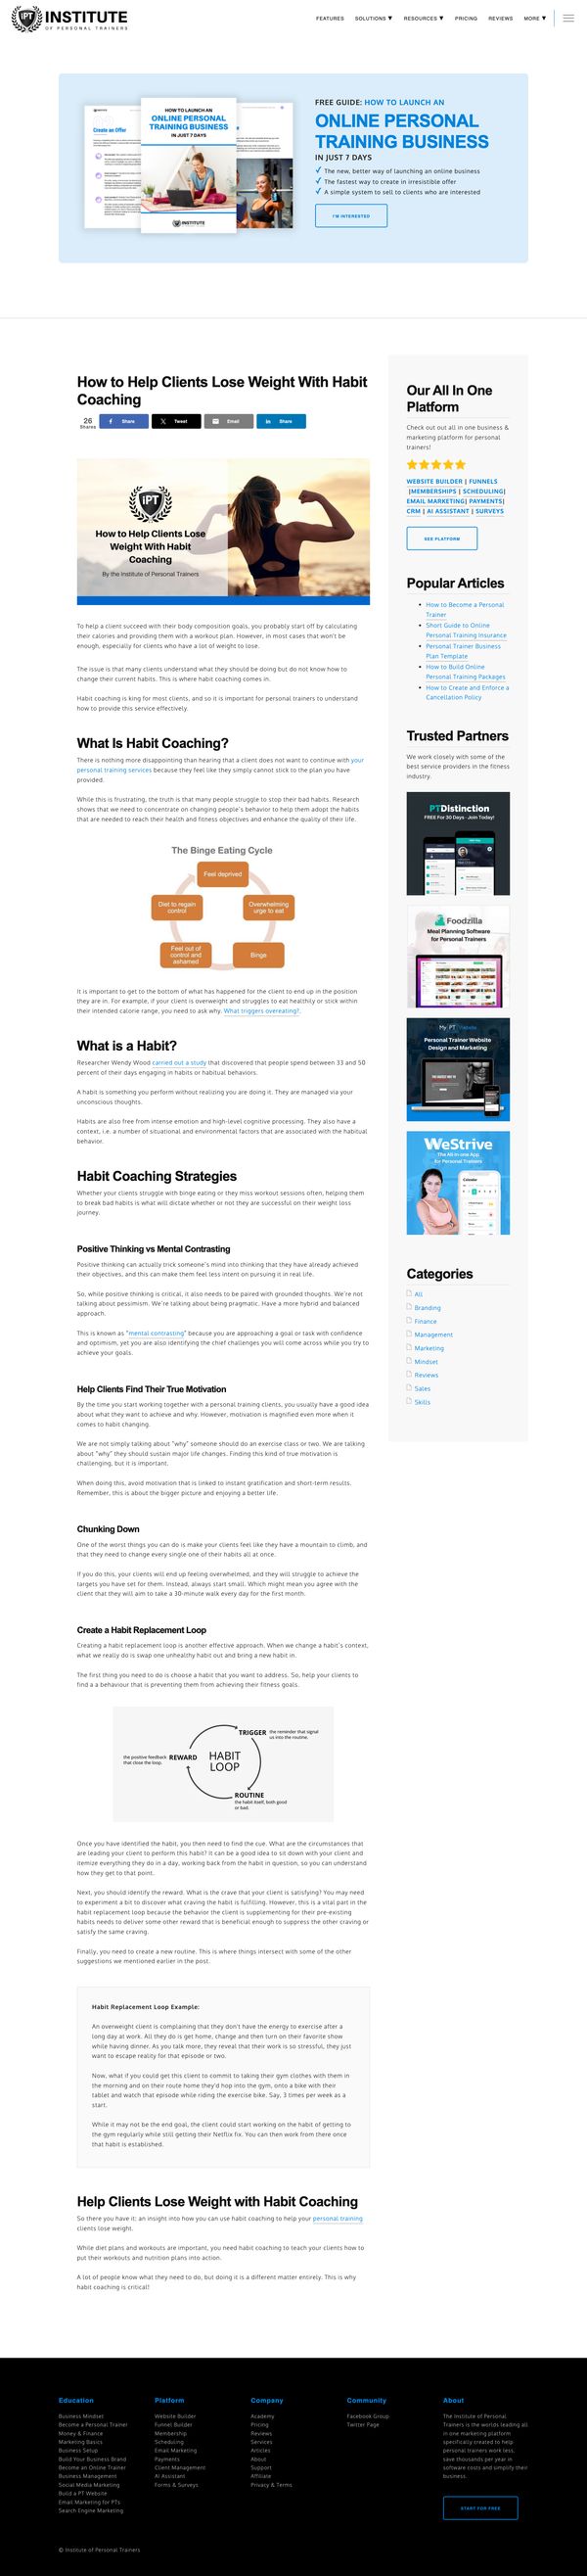 IPT INSTITUTE
OF PERSONAL TRAINERS
FEATURES SOLUTIONS ▼ RESOURCES ▼ PRICING REVIEWS MORE ▼
Create an Offer
HOW TO LAUNCH AN
ONLINE PERSONAL
TRAINING BUSINESS
IN JUST 7 DAYS
INSTITUTE
FREE GUIDE: HOW TO LAUNCH AN
ONLINE PERSONAL
TRAINING BUSINESS
IN JUST 7 DAYS
✓ The new, better way of launching an online business
✓ The fastest way to create in irresistible offer
✓ A simple system to sell to clients who are interested
I'M INTERESTED
How to Help Clients Lose Weight With Habit
Coaching
26
Shares
Share
Tweet
Email
Share
IPT
How to Help Clients Lose
Weight With Habit
Coaching
By the Institute of Personal Trainers
To help a client succeed with their body composition goals, you probably start off by calculating
their calories and providing them with a workout plan. However, in most cases that won't be
enough, especially for clients who have a lot of weight to lose.
The issue is that many clients understand what they should be doing but do not know how to
change their current habits. This is where habit coaching comes in.
Habit coaching is king for most clients, and so it is important for personal trainers to understand
how to provide this service effectively.
What Is Habit Coaching?
There is nothing more disappointing than hearing that a client does not want to continue with your
personal training services because they feel like they simply cannot stick to the plan you have
provided.
While this is frustrating, the truth is that many people struggle to stop their bad habits. Research
shows that we need to concentrate on changing people's behavior to help them adopt the habits
that are needed to reach their health and fitness objectives and enhance the quality of their life.
The Binge Eating Cycle
Feel deprived
Diet to regain
control
Overwhelming
urge to eat
Feel out of
control and
ashamed
Binge
It is important to get to the bottom of what has happened for the client to end up in the position
they are in. For example, if your client is overweight and struggles to eat healthily or stick within
their intended calorie range, you need to ask why. What triggers overeating?.
What is a Habit?
Researcher Wendy Wood carried out a study that discovered that people spend between 33 and 50
percent of their days engaging in habits or habitual behaviors.
A habit is something you perform without realizing you are doing it. They are managed via your
unconscious thoughts.
Habits are also free from intense emotion and high-level cognitive processing. They also have a
context, i.e. a number of situational and environmental factors that are associated with the habitual
behavior.
Habit Coaching Strategies
Whether your clients struggle with binge eating or they miss workout sessions often, helping them
to break bad habits is what will dictate whether or not they are successful on their weight loss
journey.
Positive Thinking vs Mental Contrasting
Positive thinking can actually trick someone's mind into thinking that they have already achieved
their objectives, and this can make them feel less intent on pursuing it in real life.
So, while positive thinking is critical, it also needs to be paired with grounded thoughts. We're not
talking about pessimism. We're talking about being pragmatic. Have a more hybrid and balanced
approach.
This is known as "mental contrasting" because you are approaching a goal or task with confidence
and optimism, yet you are also identifying the chief challenges you will come across while you try to
achieve your goals.
Help Clients Find Their True Motivation
By the time you start working together with a personal training clients, you usually have a good idea
about what they want to achieve and why. However, motivation is magnified even more when it
comes to habit changing.
We are not simply talking about "why" someone should do an exercise class or two. We are talking
about "why" they should sustain major life changes. Finding this kind of true motivation is
challenging, but it is important.
When doing this, avoid motivation that is linked to instant gratification and short-term results.
Remember, this is about the bigger picture and enjoying a better life.
Chunking Down
One of the worst things you can do is make your clients feel like they have a mountain to climb, and
that they need to change every single one of their habits all at once.
If you do this, your clients will end up feeling overwhelmed, and they will struggle to achieve the
targets you have set for them. Instead, always start small. Which might mean you agree with the
client that they will aim to take a 30-minute walk every day for the first month.
Create a Habit Replacement Loop
Creating a habit replacement loop is another effective approach. When we change a habit's context,
what we really do is swap one unhealthy habit out and bring a new habit in.
The first thing you need to do is choose a habit that you want to address. So, help your clients to
find a a behaviour that is preventing them from achieving their fitness goals.
TRIGGER the reminder that signal
us into the routine.
the positive feedback
that close the loop.
REWARD
HABIT
LOOP
ROUTINE
the habit itself, both good
or bad.
Once you have identified the habit, you then need to find the cue. What are the circumstances that
are leading your client to perform this habit? It can be a good idea to sit down with your client and
itemize everything they do in a day, working back from the habit in question, so you can understand
how they get to that point.
Next, you should identify the reward. What is the crave that your client is satisfying? You may need
to experiment a bit to discover what craving the habit is fulfilling. However, this is a vital part in the
habit replacement loop because the behavior the client is supplementing for their pre-existing
habits needs to deliver some other reward that is beneficial enough to suppress the other craving or
satisfy the same craving.
Finally, you need to create a new routine. This is where things intersect with some of the other
suggestions we mentioned earlier in the post.
Habit Replacement Loop Example:
An overweight client is complaining that they don't have the energy to exercise after a
long day at work. All they do is get home, change and then turn on their favorite show
while having dinner. As you talk more, they reveal that their work is so stressful, they just
want to escape reality for that episode or two.
Now, what if you could get this client to commit to taking their gym clothes with them in
the morning and on their route home they'd hop into the gym, onto a bike with their
tablet and watch that episode while riding the exercise bike. Say, 3 times per week as a
start.
While it may not be the end goal, the client could start working on the habit of getting to
the gym regularly while still getting their Netflix fix. You can then work from there once
that habit is established.
Help Clients Lose Weight with Habit Coaching
So there you have it: an insight into how you can use habit coaching to help your personal training
clients lose weight.
While diet plans and workouts are important, you need habit coaching to teach your clients how to
put their workouts and nutrition plans into action.
A lot of people know what they need to do, but doing it is a different matter entirely. This is why
habit coaching is critical!
Our All In One
Platform
Check out out all in one business &
marketing platform for personal
trainers!
WEBSITE BUILDER | FUNNELS
|MEMBERSHIPS | SCHEDULING|
EMAIL MARKETING| PAYMENTS|
CRM | AI ASSISTANT | SURVEYS
SEE PLATFORM
Popular Articles
How to Become a Personal
Trainer
Short Guide to Online
Personal Training Insurance
Personal Trainer Business
Plan Template
How to Build Online
Personal Training Packages
How to Create and Enforce a
Cancellation Policy
Trusted Partners
We work closely with some of the
best service providers in the fitness
industry.
PTDistinction
FREE For 30 Days - Join Today!
Foodzilla
Meal Planning Software
for Personal Trainers
My PT Website
Personal Trainer Website
Design and Marketing
WeStrive
The All in one App
for Personal Trainers
Calendar
Categories
All
Branding
Finance
Management
Marketing
Mindset
Reviews
Sales
Skills
Education
Business Mindset
Become a Personal Trainer
Money & Finance
Marketing Basics
Business Setup
Build Your Business Brand
Become an Online Trainer
Business Management
Social Media Marketing
Build a PT Website
Email Marketing for PTs
Search Engine Marketing
Platform
Website Builder
Funnel Builder
Membership
Scheduling
Email Marketing
Payments
Client Management
AI Assistant
Forms & Surveys
Company
Academy
Pricing
Reviews
Services
Articles
About
Support
Affiliate
Privacy & Terms
Community
Facebook Group
Twitter Page
About
The Institute of Personal
Trainers is the worlds leading all
in one marketing platform
specifically created to help
personal trainers work less,
save thousands per year in
software costs and simplify their
business.
START FOR FREE
© Institute of Personal Trainers